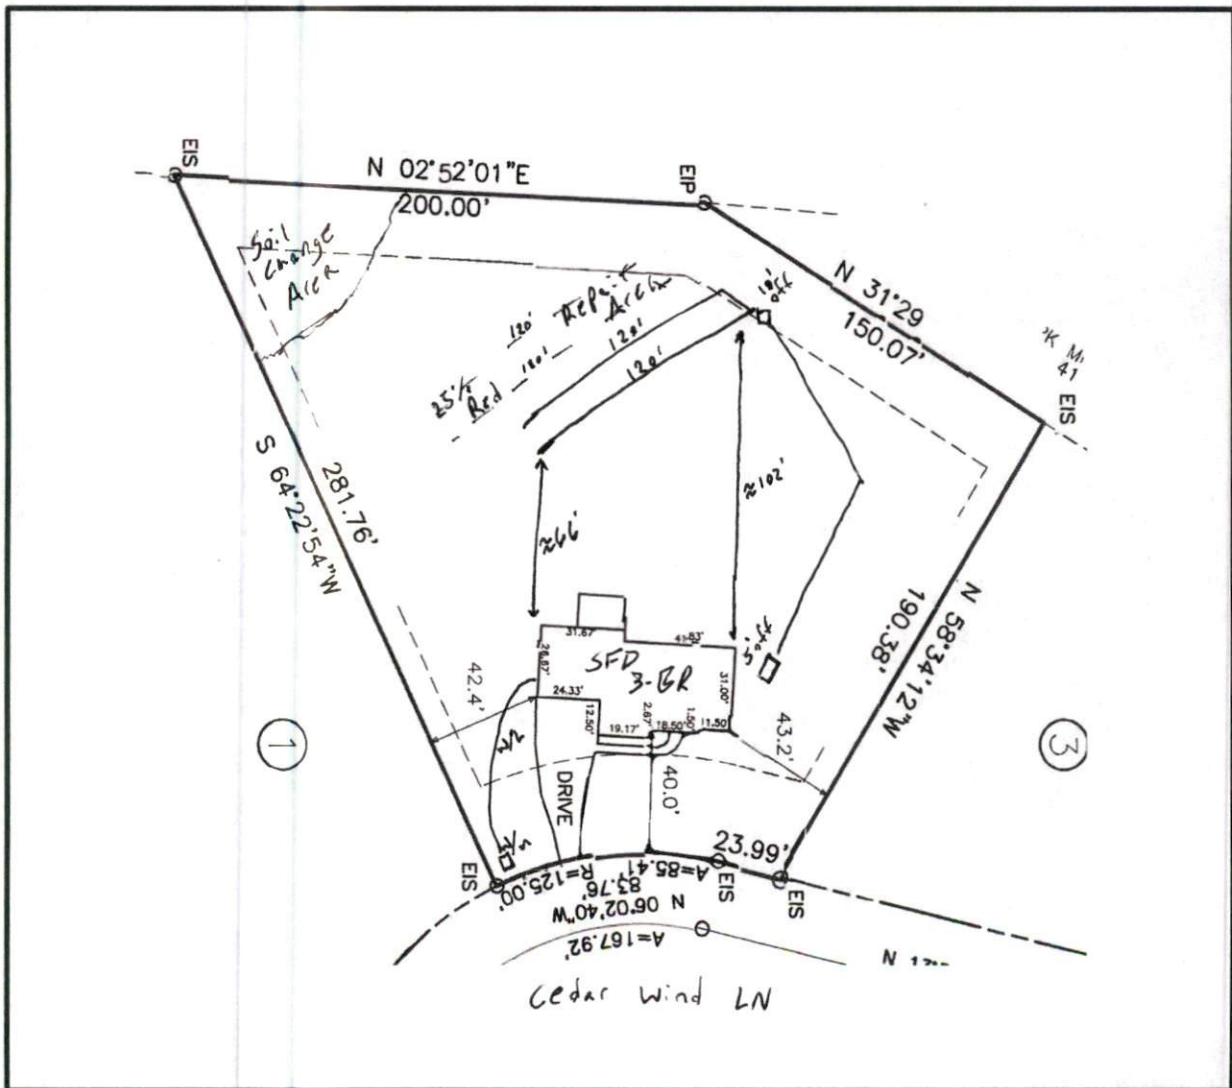 EIS
N 02°52'01"E
200.00'
EIP
N 31°29
150.07'
EIS
Soil
Change
Area
120' Repair
Area
25% Red
120'
120'
10'
off
≈102'
≈66'
S 64°22'54"W
281.76'
N 58°34'12"W
190.38'
31.67'
26.67'
24.33'
12.50'
19.17'
2.67'
18.50'
1.50'
11.50
31.00'
SFD
3-BR
5' off
42.4'
43.2'
40.0'
DRIVE
1
3
23.99'
EIS
EIS
EIS
R=125.00'
A=85.41
83.76'
N 06°02'40"W
A=167.92'
Cedar Wind LN